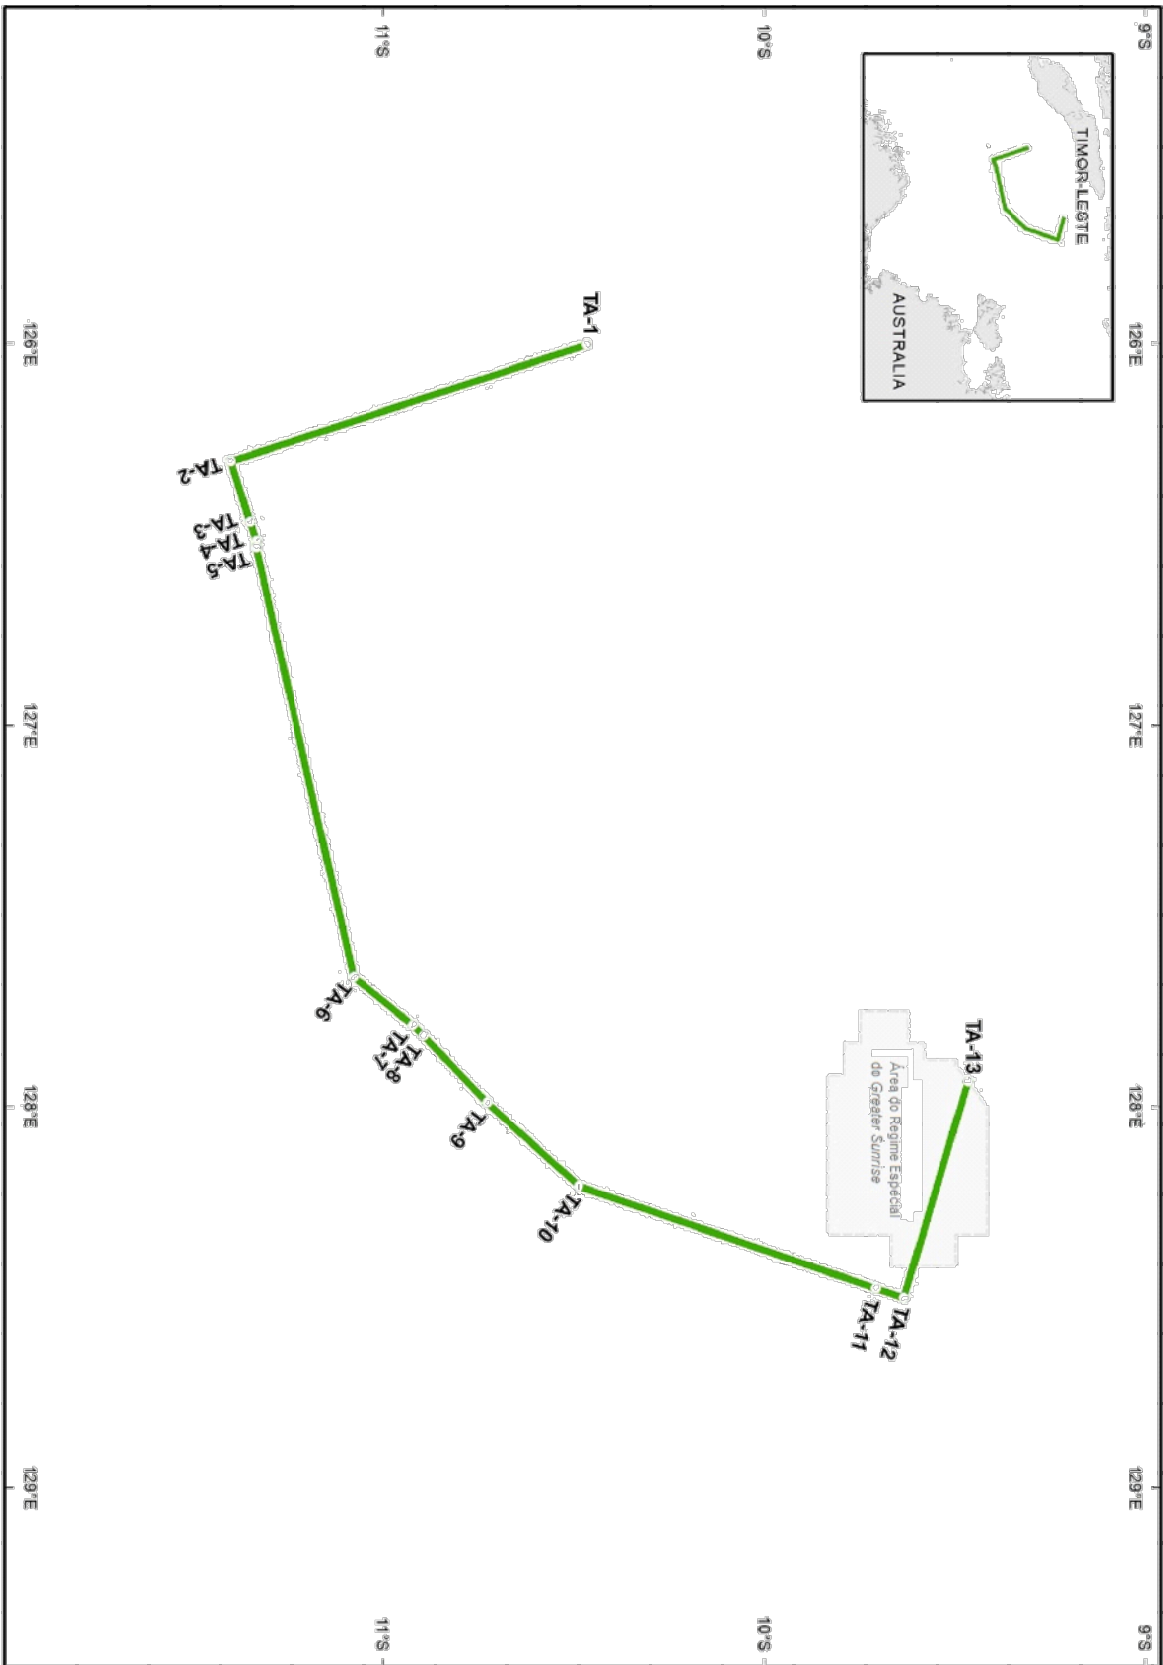 126°E
127°E
128°E
129°E
9°S
9°S
TIMOR-LESTE
AUSTRALIA
TA-13
Área do Regime Especial
do Greater Sunrise
TA-12
TA-11
10°S
10°S
TA-1
TA-10
TA-9
TA-8
TA-7
TA-6
11°S
11°S
TA-5
TA-4
TA-3
TA-2
126°E
127°E
128°E
129°E